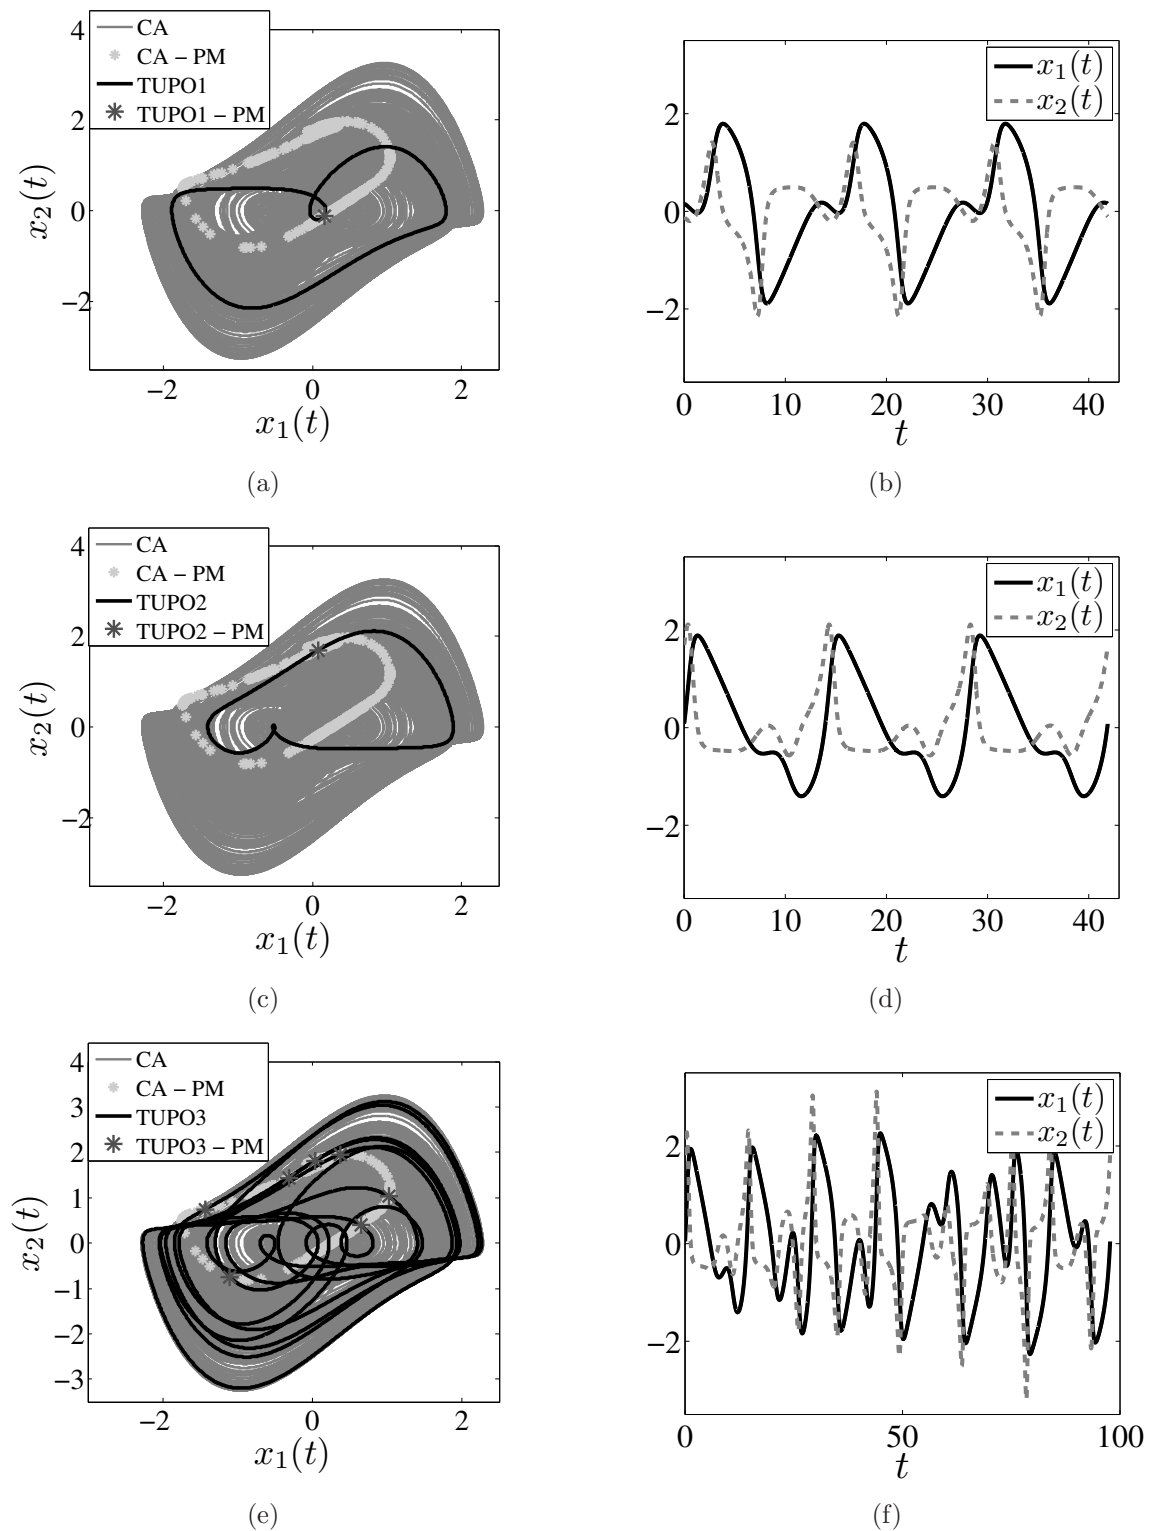 CA
CA − PM
TUPO1
TUPO1 − PM
4
2
0
−2
x₂(t)
−2
0
2
x₁(t)
(a)
x₁(t)
x₂(t)
2
0
−2
0
10
20
30
40
t
(b)
CA
CA − PM
TUPO2
TUPO2 − PM
4
2
0
−2
x₂(t)
−2
0
2
x₁(t)
(c)
x₁(t)
x₂(t)
2
0
−2
0
10
20
30
40
t
(d)
CA
CA − PM
TUPO3
TUPO3 − PM
4
3
2
1
0
−1
−2
−3
x₂(t)
−2
0
2
x₁(t)
(e)
x₁(t)
x₂(t)
2
0
−2
0
50
100
t
(f)